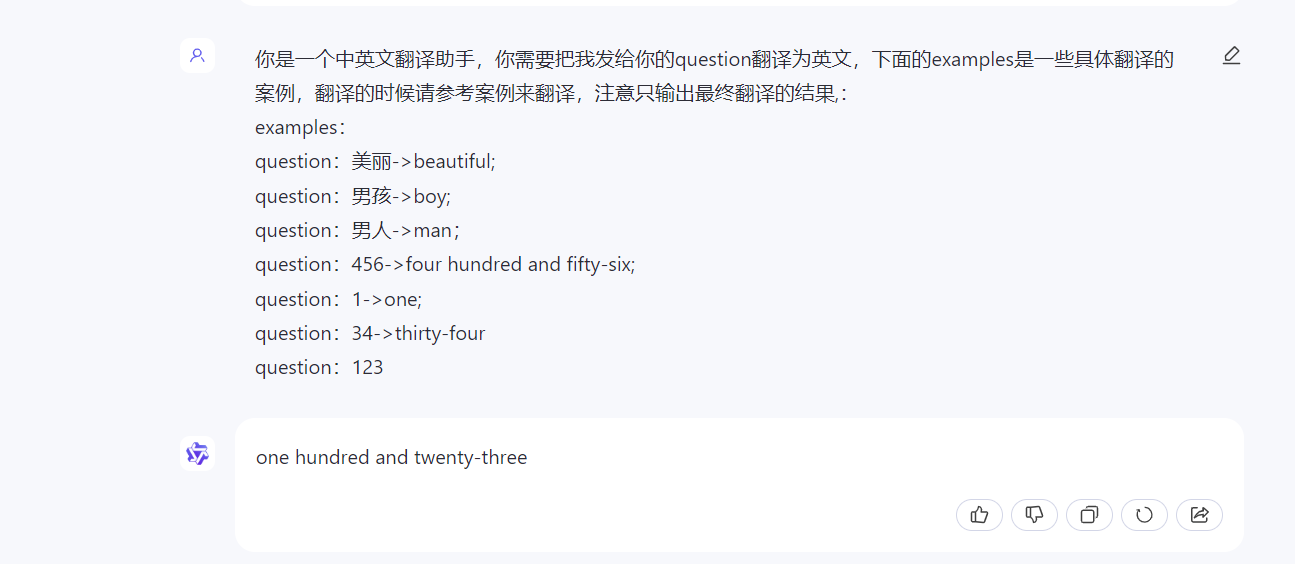 你是一个中英文翻译助手，你需要把我发给你的question翻译为英文，下面的examples是一些具体翻译的
案例，翻译的时候请参考案例来翻译，注意只输出最终翻译的结果,：
examples：
question：美丽->beautiful;
question：男孩->boy;
question：男人->man；
question：456->four hundred and fifty-six;
question：1->one;
question：34->thirty-four
question：123
one hundred and twenty-three